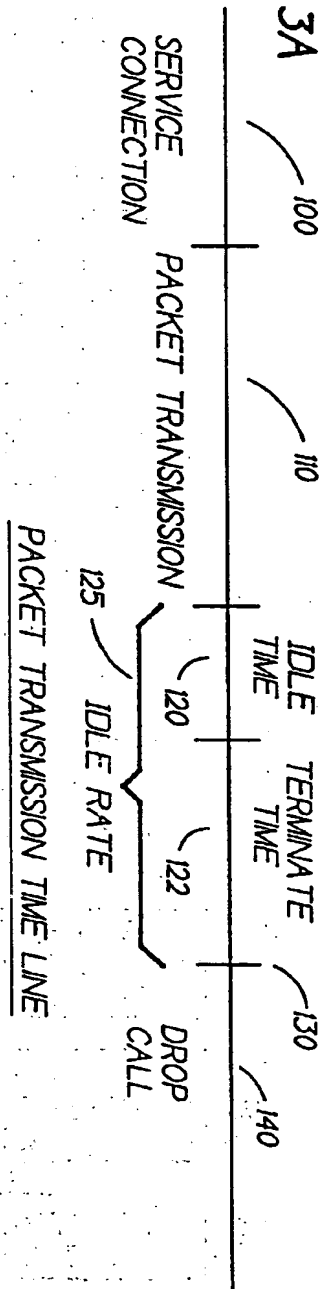 3A
100
110
130
140
IDLE
TIME
TERMINATE
TIME
SERVICE
CONNECTION
PACKET TRANSMISSION
120
122
DROP
CALL
125
IDLE RATE
PACKET TRANSMISSION TIME LINE